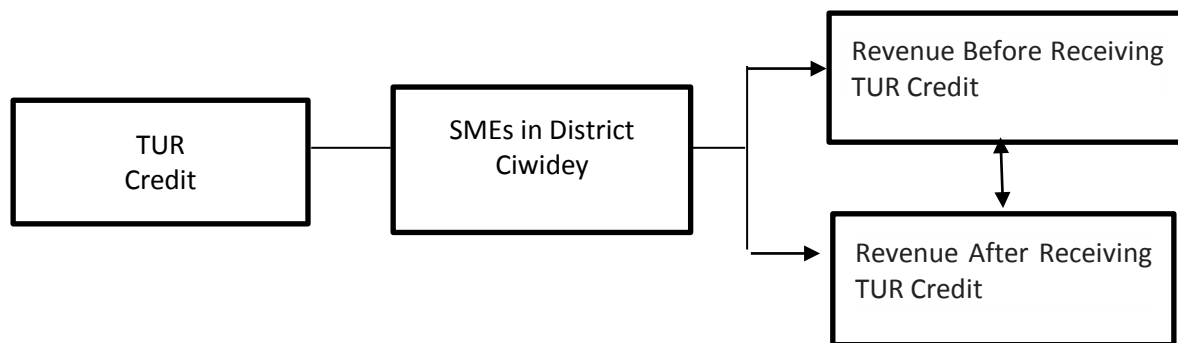 TUR
Credit
SMEs in District
Ciwidey
Revenue Before Receiving
TUR Credit
Revenue After Receiving
TUR Credit